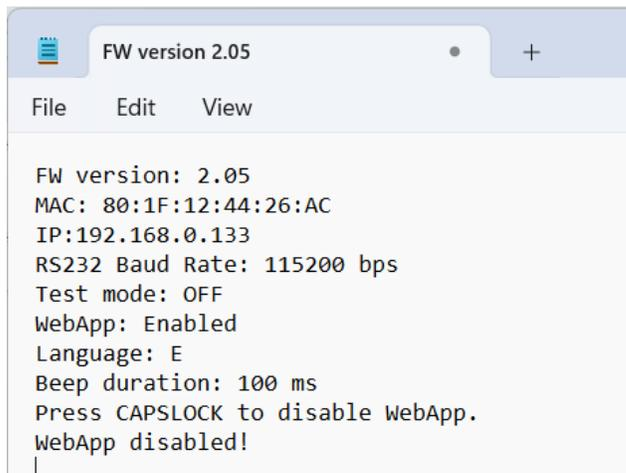 FW version 2.05
File Edit View
FW version: 2.05
MAC: 80:1F:12:44:26:AC
IP:192.168.0.133
RS232 Baud Rate: 115200 bps
Test mode: OFF
WebApp: Enabled
Language: E
Beep duration: 100 ms
Press CAPSLOCK to disable WebApp.
WebApp disabled!